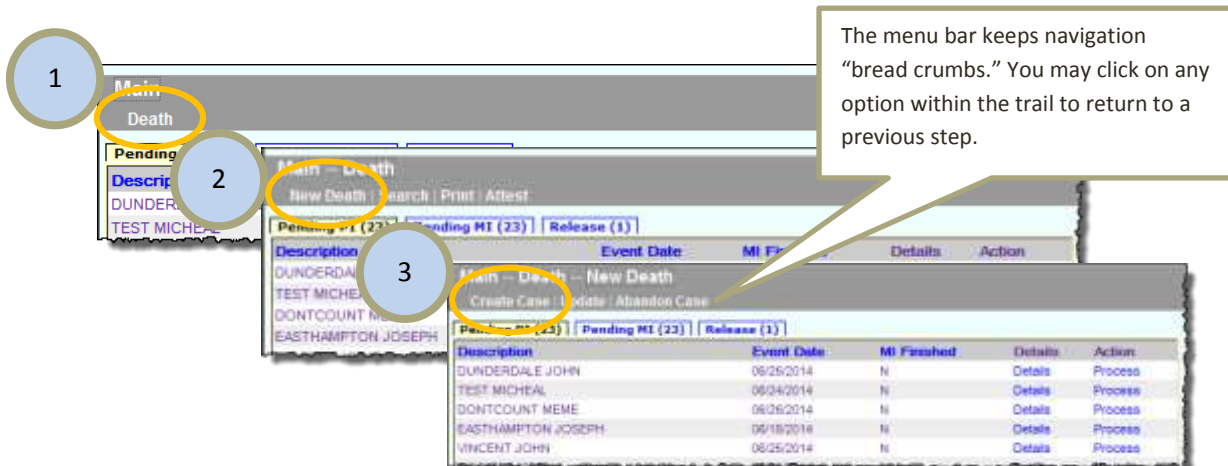 The menu bar keeps navigation
“bread crumbs.” You may click on any
option within the trail to return to a
previous step.
1
Main
Death
Pending
Descrip
DUNDER
TEST MICHEAL
2
Main -- Death
New Death | Search | Print | Attest
Pending PI (23) Pending MI (23) Release (1)
Description Event Date MI Details Action
DUNDERDA
TEST MICHE
DONTCOUNT
EASTHAMPTON JOSEPH
3
Main -- Death -- New Death
Create Case | Update | Abandon Case
Pending PI (23) Pending MI (23) Release (1)
Description Event Date MI Finished Details Action
DUNDERDALE JOHN 06/26/2014 N Details Process
TEST MICHEAL 06/24/2014 N Details Process
DONTCOUNT MEME 06/26/2014 N Details Process
EASTHAMPTON JOSEPH 06/18/2014 N Details Process
VINCENT JOHN 06/25/2014 N Details Process